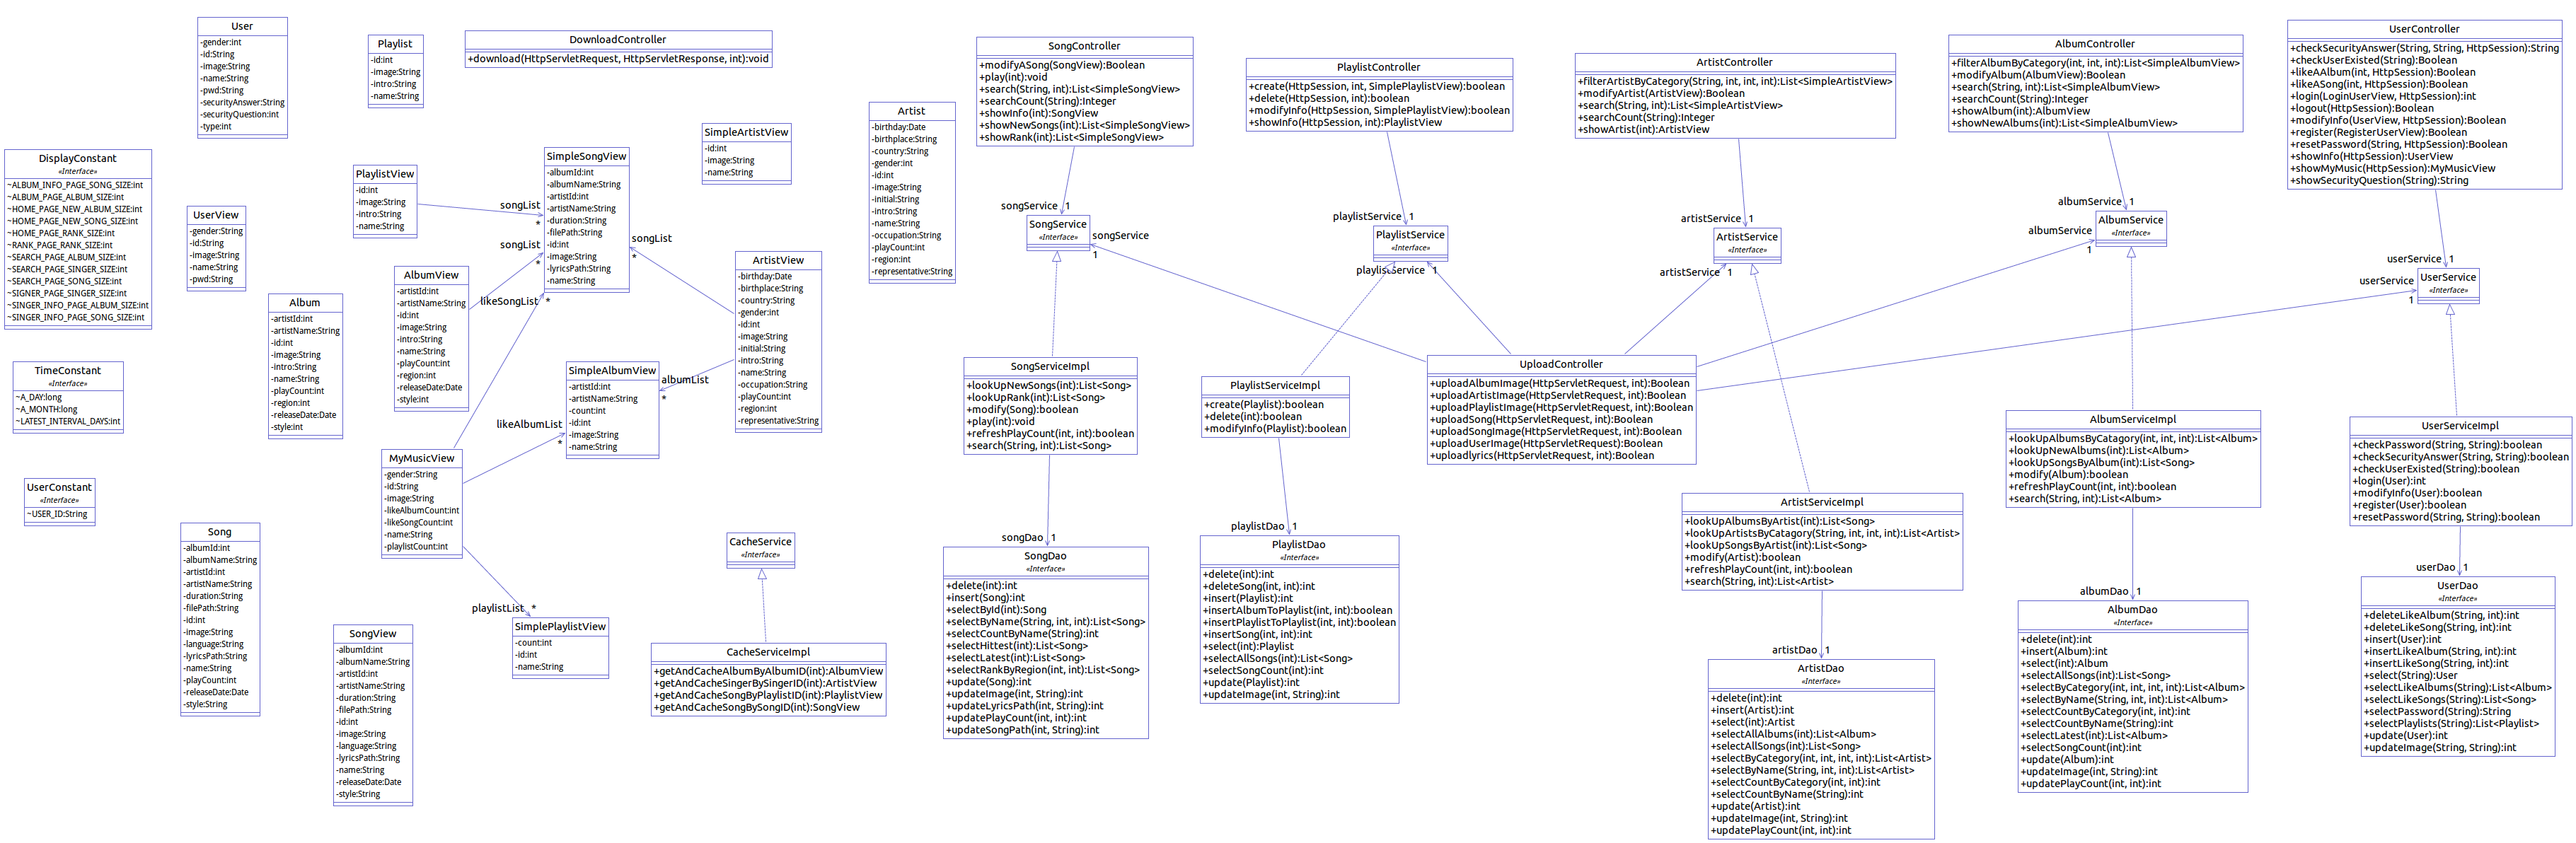 User
-gender:int
-id:String
-image:String
-name:String
-pwd:String
-securityAnswer:String
-securityQuestion:int
-type:int
Playlist
-id:int
-image:String
-intro:String
-name:String
DownloadController
+download(HttpServletRequest, HttpServletResponse, int):void
DisplayConstant
«Interface»
~ALBUM_INFO_PAGE_SONG_SIZE:int
~ALBUM_PAGE_ALBUM_SIZE:int
~HOME_PAGE_NEW_ALBUM_SIZE:int
~HOME_PAGE_NEW_SONG_SIZE:int
~HOME_PAGE_RANK_SIZE:int
~RANK_PAGE_RANK_SIZE:int
~SEARCH_PAGE_ALBUM_SIZE:int
~SEARCH_PAGE_SINGER_SIZE:int
~SEARCH_PAGE_SONG_SIZE:int
~SIGNER_PAGE_SINGER_SIZE:int
~SINGER_INFO_PAGE_ALBUM_SIZE:int
~SINGER_INFO_PAGE_SONG_SIZE:int
TimeConstant
«Interface»
~A_DAY:long
~A_MONTH:long
~LATEST_INTERVAL_DAYS:int
UserConstant
«Interface»
~USER_ID:String
UserView
-gender:String
-id:String
-image:String
-name:String
-pwd:String
Album
-artistId:int
-artistName:String
-id:int
-image:String
-intro:String
-name:String
-playCount:int
-region:int
-releaseDate:Date
-style:int
Song
-albumId:int
-albumName:String
-artistId:int
-artistName:String
-duration:String
-filePath:String
-id:int
-image:String
-language:String
-lyricsPath:String
-name:String
-playCount:int
-releaseDate:Date
-style:String
SongView
-albumId:int
-albumName:String
-artistId:int
-artistName:String
-duration:String
-filePath:String
-id:int
-image:String
-language:String
-lyricsPath:String
-name:String
-releaseDate:Date
-style:String
PlaylistView
-id:int
-image:String
-intro:String
-name:String
songList
*
AlbumView
-artistId:int
-artistName:String
-id:int
-image:String
-intro:String
-name:String
-playCount:int
-region:int
-releaseDate:Date
-style:int
songList
*
MyMusicView
-gender:String
-id:String
-image:String
-likeAlbumCount:int
-likeSongCount:int
-name:String
-playlistCount:int
likeSongList *
likeAlbumList
*
playlistList *
SimpleSongView
-albumId:int
-albumName:String
-artistId:int
-artistName:String
-duration:String
-filePath:String
-id:int
-image:String
-lyricsPath:String
-name:String
songList
*
SimpleAlbumView
-artistId:int
-artistName:String
-count:int
-id:int
-image:String
-name:String
albumList
*
SimplePlaylistView
-count:int
-id:int
-name:String
SimpleArtistView
-id:int
-image:String
-name:String
ArtistView
-birthday:Date
-birthplace:String
-country:String
-gender:int
-id:int
-image:String
-initial:String
-intro:String
-name:String
-occupation:String
-playCount:int
-region:int
-representative:String
Artist
-birthday:Date
-birthplace:String
-country:String
-gender:int
-id:int
-image:String
-initial:String
-intro:String
-name:String
-occupation:String
-playCount:int
-region:int
-representative:String
CacheService
«Interface»
CacheServiceImpl
+getAndCacheAlbumByAlbumID(int):AlbumView
+getAndCacheSingerBySingerID(int):ArtistView
+getAndCacheSongByPlaylistID(int):PlaylistView
+getAndCacheSongBySongID(int):SongView
SongController
+modifyASong(SongView):Boolean
+play(int):void
+search(String, int):List<SimpleSongView>
+searchCount(String):Integer
+showInfo(int):SongView
+showNewSongs(int):List<SimpleSongView>
+showRank(int):List<SimpleSongView>
songService 1
SongService
«Interface»
songService
1
SongServiceImpl
+lookUpNewSongs(int):List<Song>
+lookUpRank(int):List<Song>
+modify(Song):boolean
+play(int):void
+refreshPlayCount(int, int):boolean
+search(String, int):List<Song>
songDao 1
SongDao
«Interface»
+delete(int):int
+insert(Song):int
+selectById(int):Song
+selectByName(String, int, int):List<Song>
+selectCountByName(String):int
+selectHittest(int):List<Song>
+selectLatest(int):List<Song>
+selectRankByRegion(int, int):List<Song>
+update(Song):int
+updateImage(int, String):int
+updateLyricsPath(int, String):int
+updatePlayCount(int, int):int
+updateSongPath(int, String):int
PlaylistController
+create(HttpSession, int, SimplePlaylistView):boolean
+delete(HttpSession, int):boolean
+modifyInfo(HttpSession, SimplePlaylistView):boolean
+showInfo(HttpSession, int):PlaylistView
playlistService 1
PlaylistService
«Interface»
playlistService 1
PlaylistServiceImpl
+create(Playlist):boolean
+delete(int):boolean
+modifyInfo(Playlist):boolean
playlistDao 1
PlaylistDao
«Interface»
+delete(int):int
+deleteSong(int, int):int
+insert(Playlist):int
+insertAlbumToPlaylist(int, int):boolean
+insertPlaylistToPlaylist(int, int):boolean
+insertSong(int, int):int
+select(int):Playlist
+selectAllSongs(int):List<Song>
+selectSongCount(int):int
+update(Playlist):int
+updateImage(int, String):int
UploadController
+uploadAlbumImage(HttpServletRequest, int):Boolean
+uploadArtistImage(HttpServletRequest, int):Boolean
+uploadPlaylistImage(HttpServletRequest, int):Boolean
+uploadSong(HttpServletRequest, int):Boolean
+uploadSongImage(HttpServletRequest, int):Boolean
+uploadUserImage(HttpServletRequest):Boolean
+uploadlyrics(HttpServletRequest, int):Boolean
ArtistController
+filterArtistByCategory(String, int, int, int):List<SimpleArtistView>
+modifyArtist(ArtistView):Boolean
+search(String, int):List<SimpleArtistView>
+searchCount(String):Integer
+showArtist(int):ArtistView
artistService 1
ArtistService
«Interface»
artistService 1
ArtistServiceImpl
+lookUpAlbumsByArtist(int):List<Song>
+lookUpArtistsByCatagory(String, int, int, int):List<Artist>
+lookUpSongsByArtist(int):List<Song>
+modify(Artist):boolean
+refreshPlayCount(int, int):boolean
+search(String, int):List<Artist>
artistDao 1
ArtistDao
«Interface»
+delete(int):int
+insert(Artist):int
+select(int):Artist
+selectAllAlbums(int):List<Album>
+selectAllSongs(int):List<Song>
+selectByCategory(int, int, int, int):List<Artist>
+selectByName(String, int, int):List<Artist>
+selectCountByCategory(int, int):int
+selectCountByName(String):int
+update(Artist):int
+updateImage(int, String):int
+updatePlayCount(int, int):int
AlbumController
+filterAlbumByCategory(int, int, int):List<SimpleAlbumView>
+modifyAlbum(AlbumView):Boolean
+search(String, int):List<SimpleAlbumView>
+searchCount(String):Integer
+showAlbum(int):AlbumView
+showNewAlbums(int):List<SimpleAlbumView>
albumService 1
AlbumService
«Interface»
albumService
1
AlbumServiceImpl
+lookUpAlbumsByCatagory(int, int, int):List<Album>
+lookUpNewAlbums(int):List<Album>
+lookUpSongsByAlbum(int):List<Song>
+modify(Album):boolean
+refreshPlayCount(int, int):boolean
+search(String, int):List<Album>
albumDao 1
AlbumDao
«Interface»
+delete(int):int
+insert(Album):int
+select(int):Album
+selectAllSongs(int):List<Song>
+selectByCategory(int, int, int, int):List<Album>
+selectByName(String, int, int):List<Album>
+selectCountByCategory(int, int):int
+selectCountByName(String):int
+selectLatest(int):List<Album>
+selectSongCount(int):int
+update(Album):int
+updateImage(int, String):int
+updatePlayCount(int, int):int
UserController
+checkSecurityAnswer(String, String, HttpSession):String
+checkUserExisted(String):Boolean
+likeAAlbum(int, HttpSession):Boolean
+likeASong(int, HttpSession):Boolean
+login(LoginUserView, HttpSession):int
+logout(HttpSession):Boolean
+modifyInfo(UserView, HttpSession):Boolean
+register(RegisterUserView):Boolean
+resetPassword(String, HttpSession):Boolean
+showInfo(HttpSession):UserView
+showMyMusic(HttpSession):MyMusicView
+showSecurityQuestion(String):String
userService 1
UserService
«Interface»
userService
1
UserServiceImpl
+checkPassword(String, String):boolean
+checkSecurityAnswer(String, String):boolean
+checkUserExisted(String):boolean
+login(User):int
+modifyInfo(User):boolean
+register(User):boolean
+resetPassword(String, String):boolean
userDao 1
UserDao
«Interface»
+deleteLikeAlbum(String, int):int
+deleteLikeSong(String, int):int
+insert(User):int
+insertLikeAlbum(String, int):int
+insertLikeSong(String, int):int
+select(String):User
+selectLikeAlbums(String):List<Album>
+selectLikeSongs(String):List<Song>
+selectPassword(String):String
+selectPlaylists(String):List<Playlist>
+update(User):int
+updateImage(String, String):int